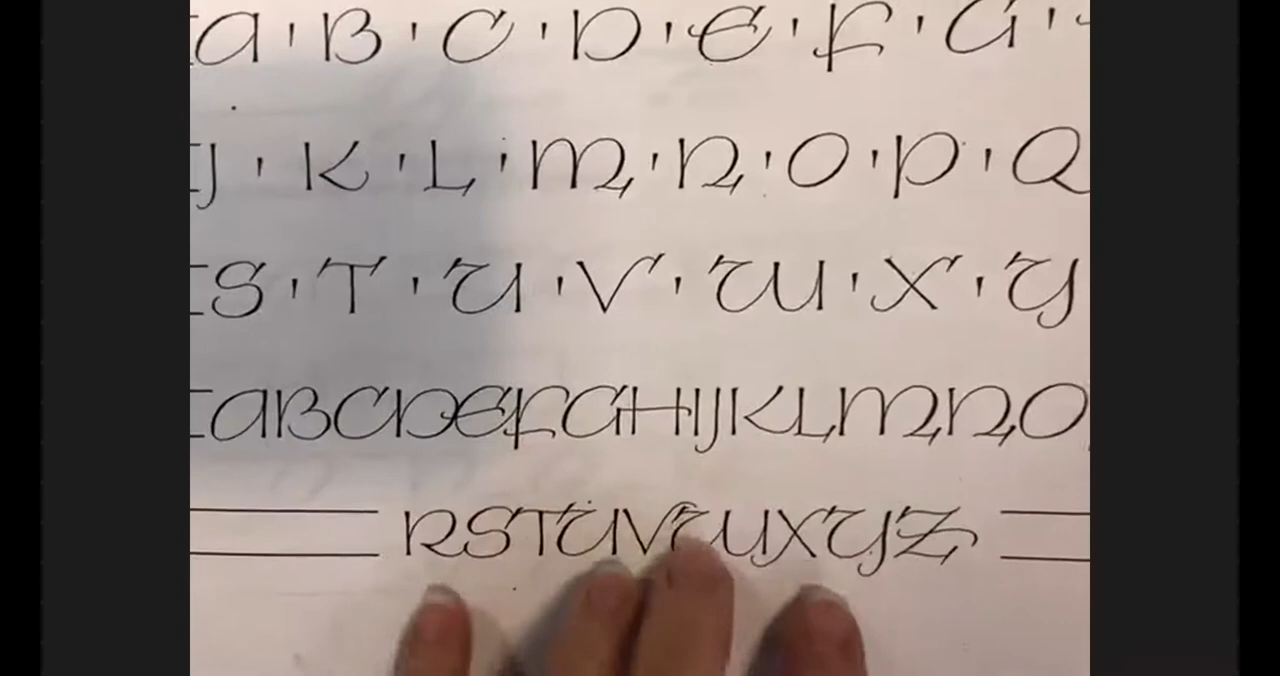 A ' B ' C ' D ' E ' F ' G '
J ' K ' L ' M ' N ' O ' P ' Q
S ' T ' U ' V ' W ' X ' Y
ABCDEFGHIJKLMNO
RSTUVWXYZ